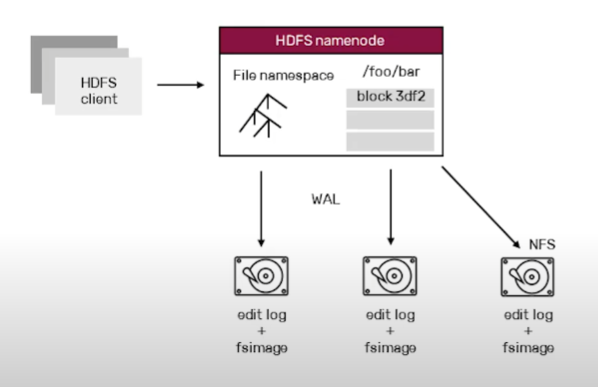 HDFS namenode
HDFS
client
File namespace
/foo/bar
block 3df2
WAL
NFS
edit log
+
fsimage
edit log
+
fsimage
edit log
+
fsimage